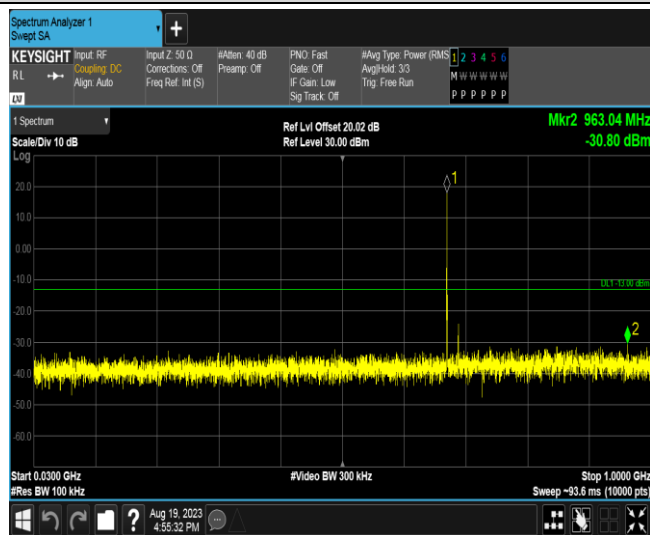 Spectrum Analyzer 1
Swept SA
+
KEYSIGHT
RL
LXI
Input: RF
Coupling: DC
Align: Auto
Input Z: 50 Ω
Corrections: Off
Freq Ref: Int (S)
#Atten: 40 dB
Preamp: Off
PNO: Fast
Gate: Off
IF Gain: Low
Sig Track: Off
#Avg Type: Power (RMS
Avg|Hold: 3/3
Trig: Free Run
1 2 3 4 5 6
M W W W W W
P P P P P P
1 Spectrum
Scale/Div 10 dB
Log
Ref Lvl Offset 20.02 dB
Ref Level 30.00 dBm
Mkr2 963.04 MHz
-30.80 dBm
20.0
10.0
0.00
-10.0
-20.0
-30.0
-40.0
-50.0
-60.0
1
DL1 -13.00 dBm
2
Start 0.0300 GHz
#Res BW 100 kHz
#Video BW 300 kHz
Stop 1.0000 GHz
Sweep ~93.6 ms (10000 pts)
?
Aug 19, 2023
4:55:32 PM